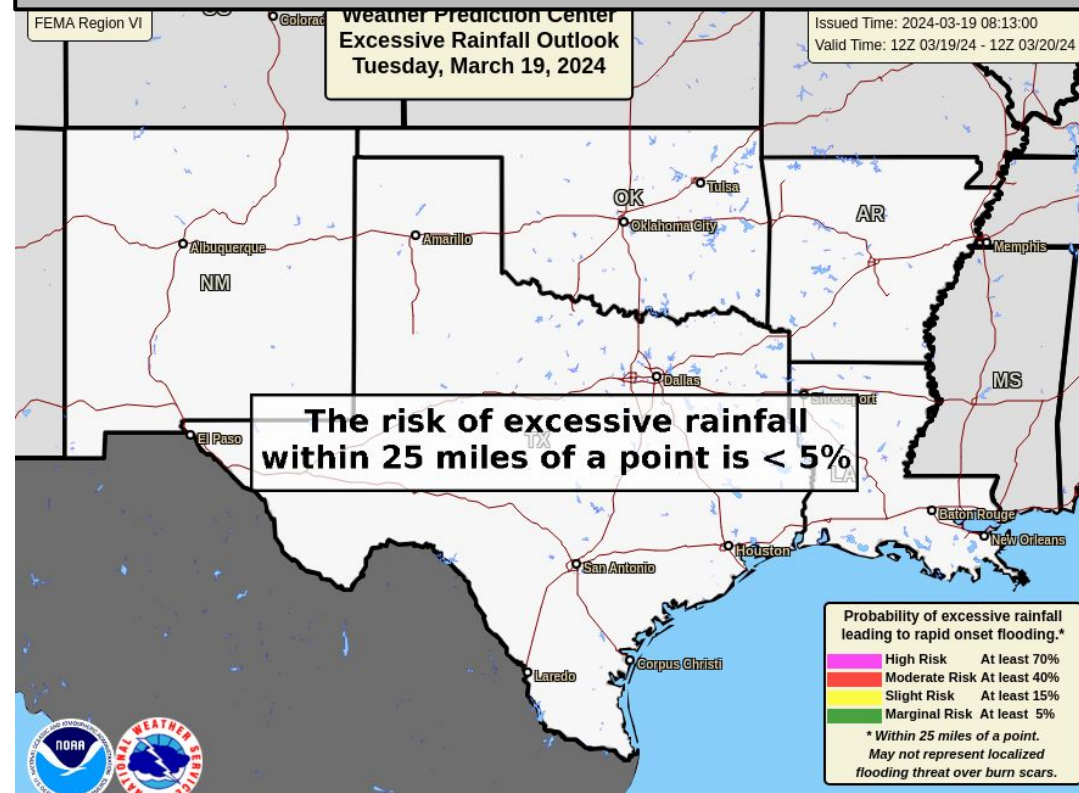 FEMA Region VI
Weather Prediction Center
Excessive Rainfall Outlook
Tuesday, March 19, 2024
Issued Time: 2024-03-19 08:13:00
Valid Time: 12Z 03/19/24 - 12Z 03/20/24
Tulsa
OK
Oklahoma City
AR
Amarillo
Albuquerque
Memphis
NM
Dallas
MS
Shreveport
The risk of excessive rainfall
within 25 miles of a point is < 5%
El Paso
TX
LA
Baton Rouge
New Orleans
Houston
San Antonio
Corpus Christi
Laredo
Probability of excessive rainfall
leading to rapid onset flooding.*
High Risk At least 70%
Moderate Risk At least 40%
Slight Risk At least 15%
Marginal Risk At least 5%
* Within 25 miles of a point.
May not represent localized
flooding threat over burn scars.
NOAA
NATIONAL WEATHER SERVICE